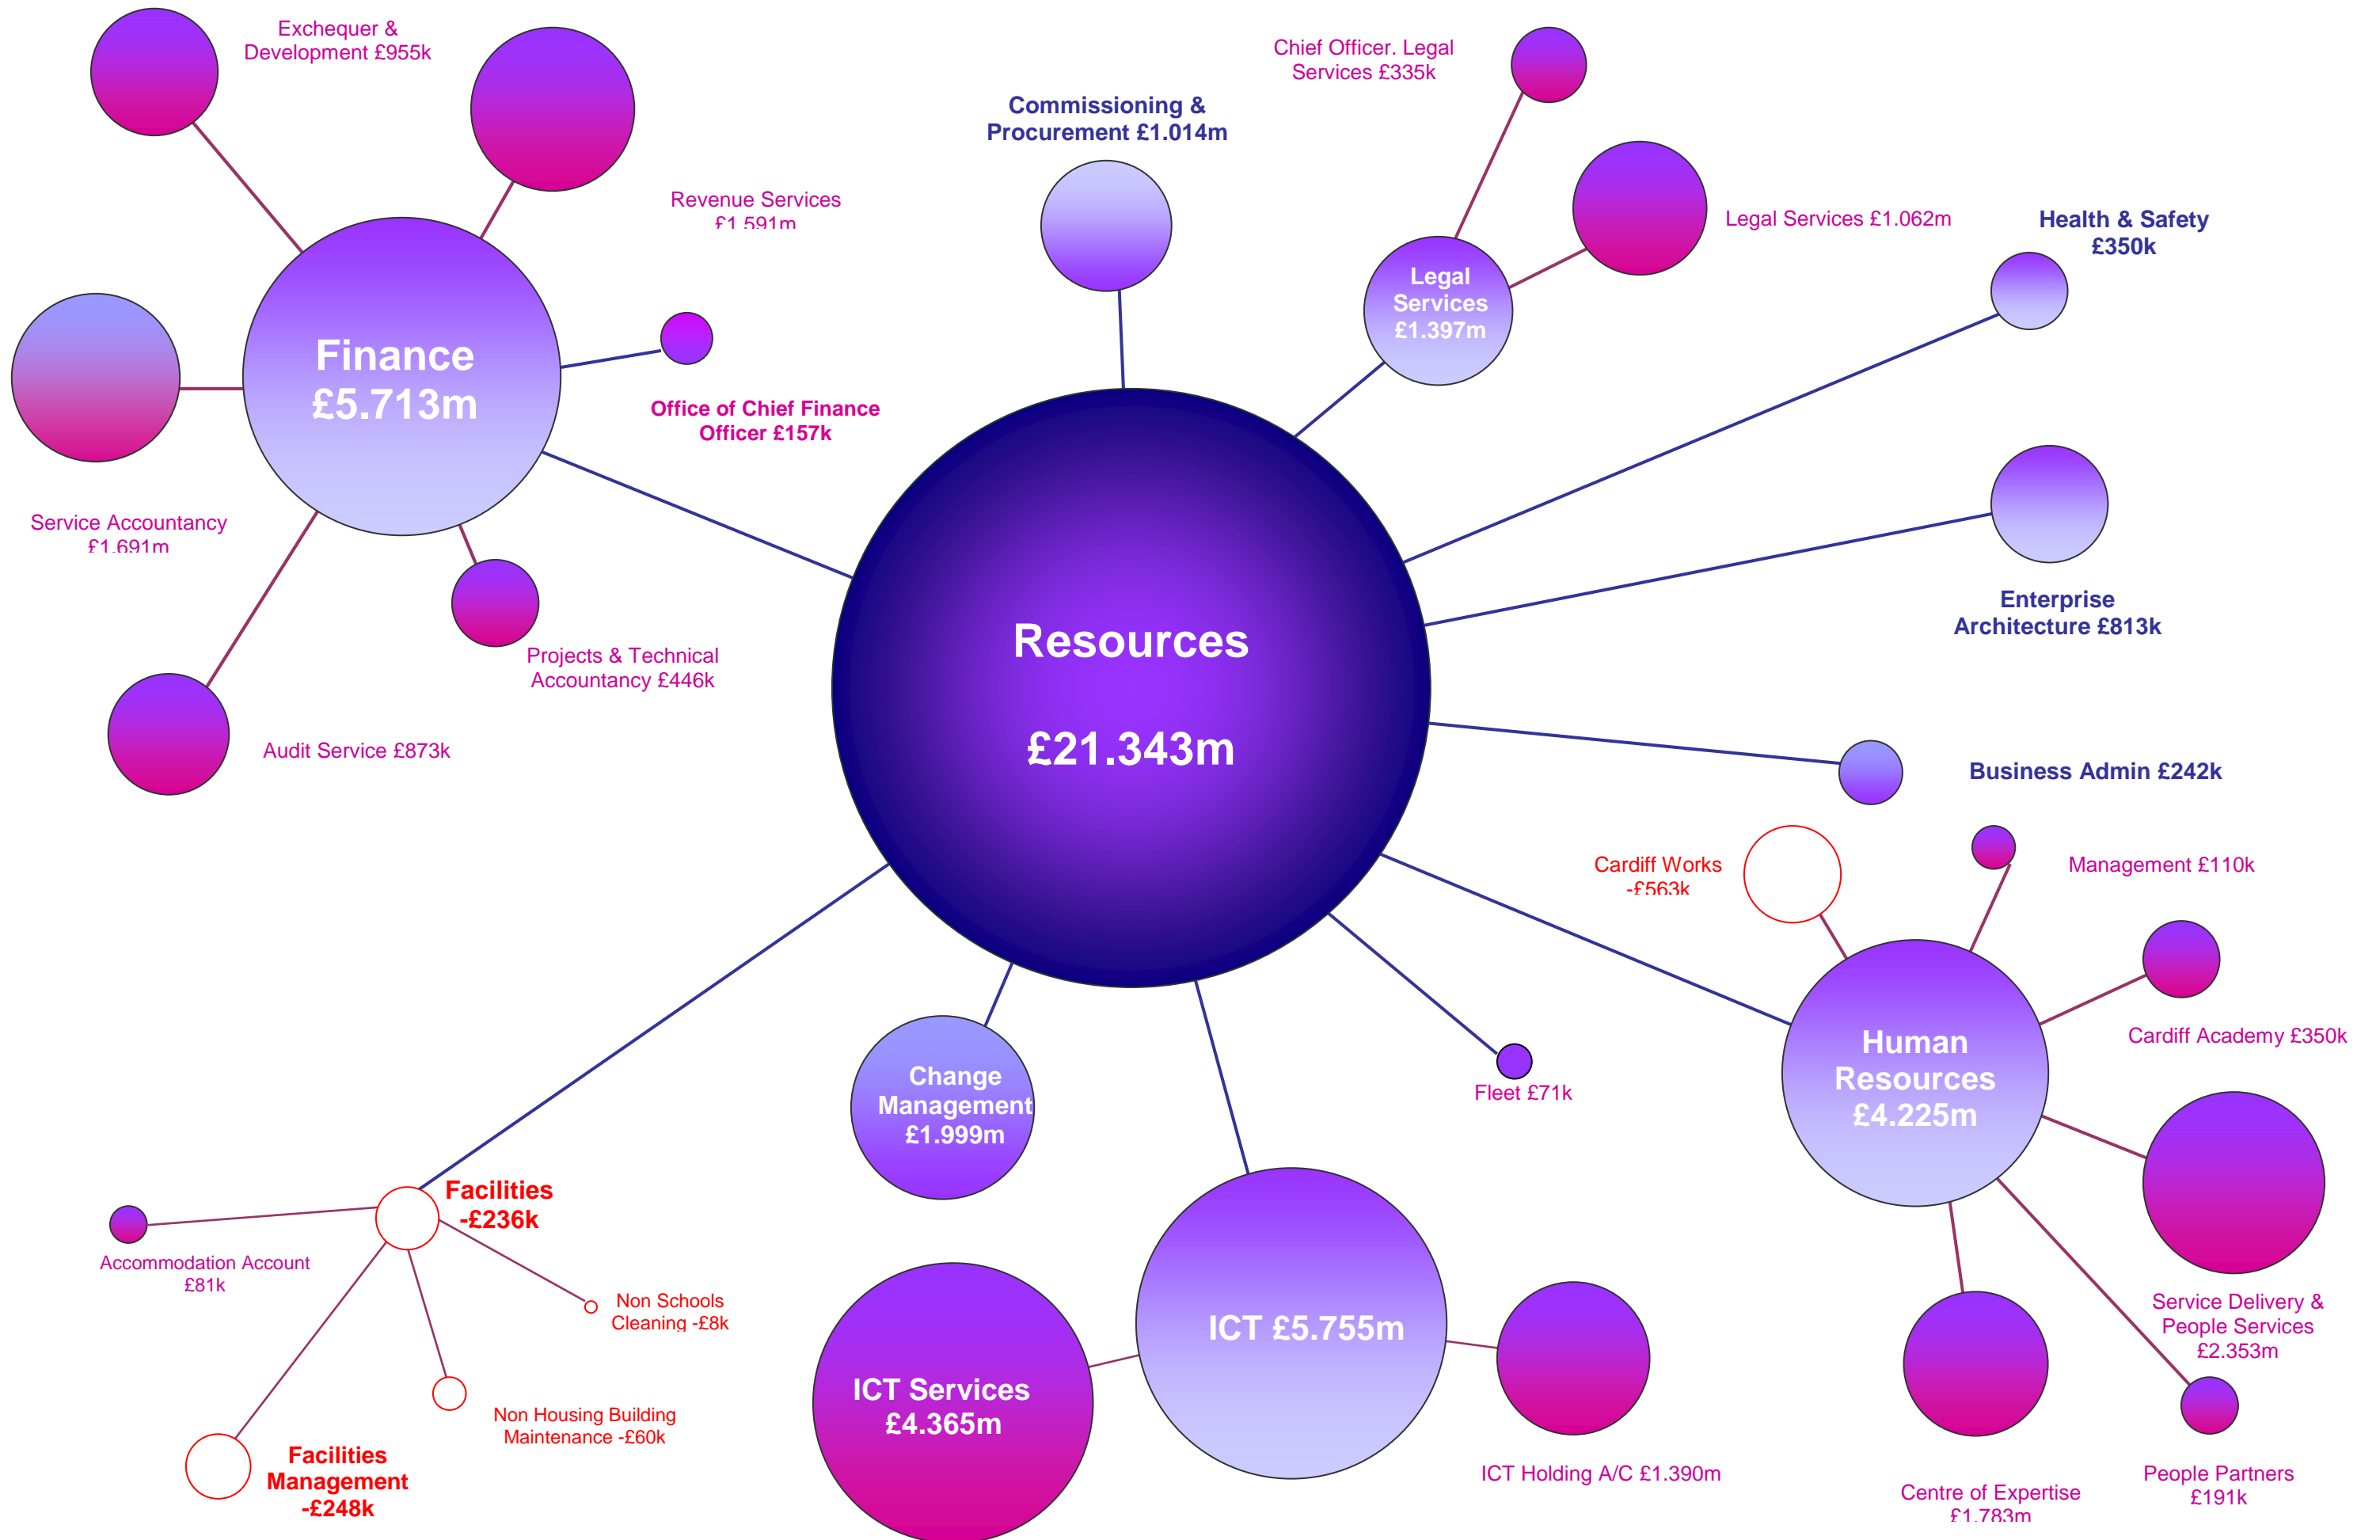 Exchequer &
Development £955k
Revenue Services
£1.591m
Commissioning &
Procurement £1.014m
Chief Officer. Legal
Services £335k
Legal Services £1.062m
Legal
Services
£1.397m
Health & Safety
£350k
Finance
£5.713m
Office of Chief Finance
Officer £157k
Service Accountancy
£1.691m
Projects & Technical
Accountancy £446k
Audit Service £873k
Enterprise
Architecture £813k
Resources
£21.343m
Business Admin £242k
Cardiff Works
-£563k
Management £110k
Cardiff Academy £350k
Human
Resources
£4.225m
Change
Management
£1.999m
Fleet £71k
Facilities
-£236k
Accommodation Account
£81k
Non Schools
Cleaning -£8k
Non Housing Building
Maintenance -£60k
Facilities
Management
-£248k
ICT Services
£4.365m
ICT £5.755m
ICT Holding A/C £1.390m
Service Delivery &
People Services
£2.353m
Centre of Expertise
£1.783m
People Partners
£191k